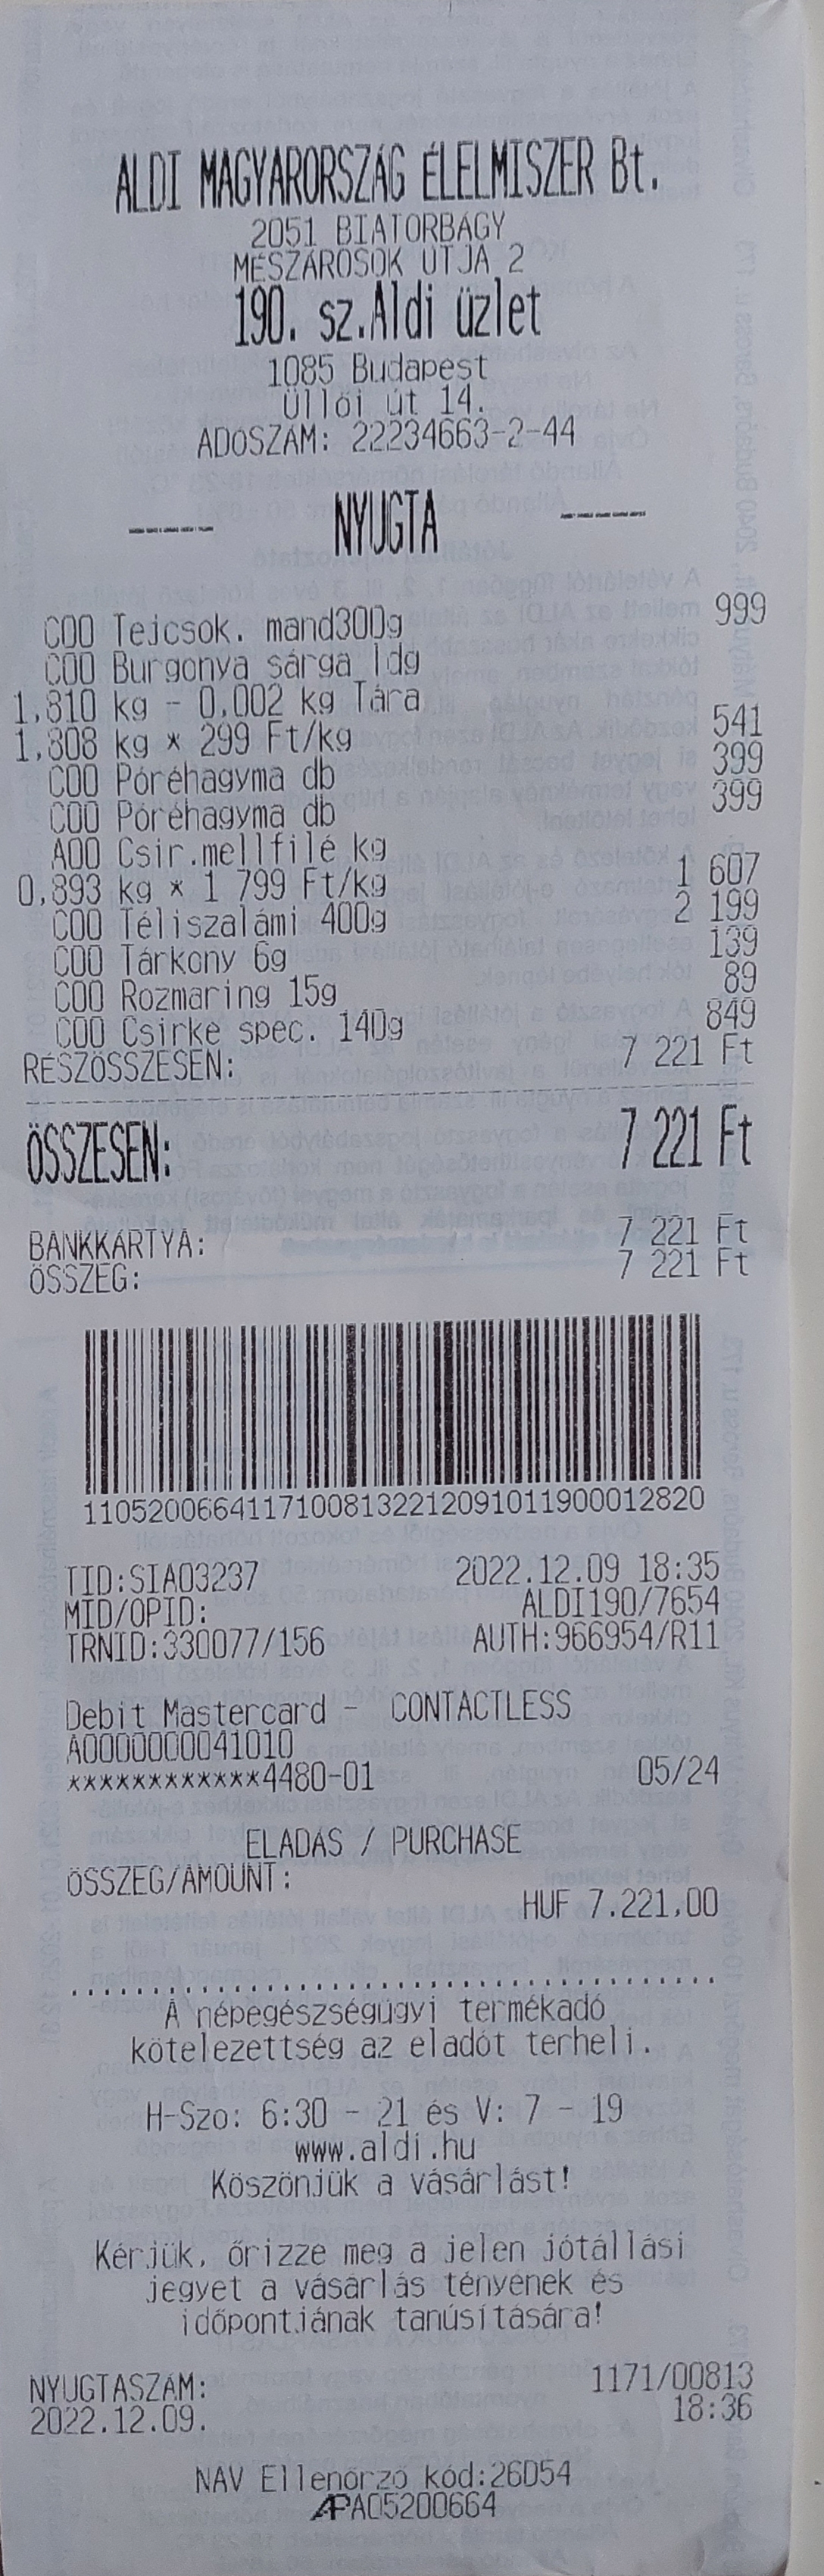 ALDI MAGYARORSZÁG ÉLELMISZER Bt.
2051 BIATORBÁGY
MÉSZÁROSOK ÚTJA 2
190. sz.Aldi üzlet
1085 Budapest
Üllői út 14.
ADÓSZÁM: 22234663-2-44
NYUGTA
C00 Tejcsok. mand300g 999
C00 Burgonya sárga ldg
1,810 kg - 0,002 kg Tára
1,808 kg * 299 Ft/kg 541
C00 Póréhagyma db 399
C00 Póréhagyma db 399
A00 Csir.mellfilé kg
0,893 kg * 1 799 Ft/kg 1 607
C00 Téliszalámi 400g 2 199
C00 Tárkony 6g 139
C00 Rozmaring 15g 89
C00 Csirke spec. 140g 849
RÉSZÖSSZESEN: 7 221 Ft
ÖSSZESEN: 7 221 Ft
BANKKÁRTYA: 7 221 Ft
ÖSSZEG: 7 221 Ft
11052006641171008132212091011900012820
TID:SIA03237 2022.12.09 18:35
MID/OPID: ALDI190/7654
TRNID:330077/156 AUTH:966954/R11
Debit Mastercard - CONTACTLESS
A0000000041010
************4480-01 05/24
ELADÁS / PURCHASE
ÖSSZEG/AMOUNT:
HUF 7.221,00
A népegészségügyi termékadó
kötelezettség az eladót terheli.
H-Szo: 6:30 - 21 és V: 7 - 19
www.aldi.hu
Köszönjük a vásárlást!
Kérjük, őrizze meg a jelen jótállási
jegyet a vásárlás tényének és
időpontjának tanúsítására!
NYUGTASZÁM: 1171/00813
2022.12.09. 18:36
NAV Ellenőrző kód:26D54
APA05200664